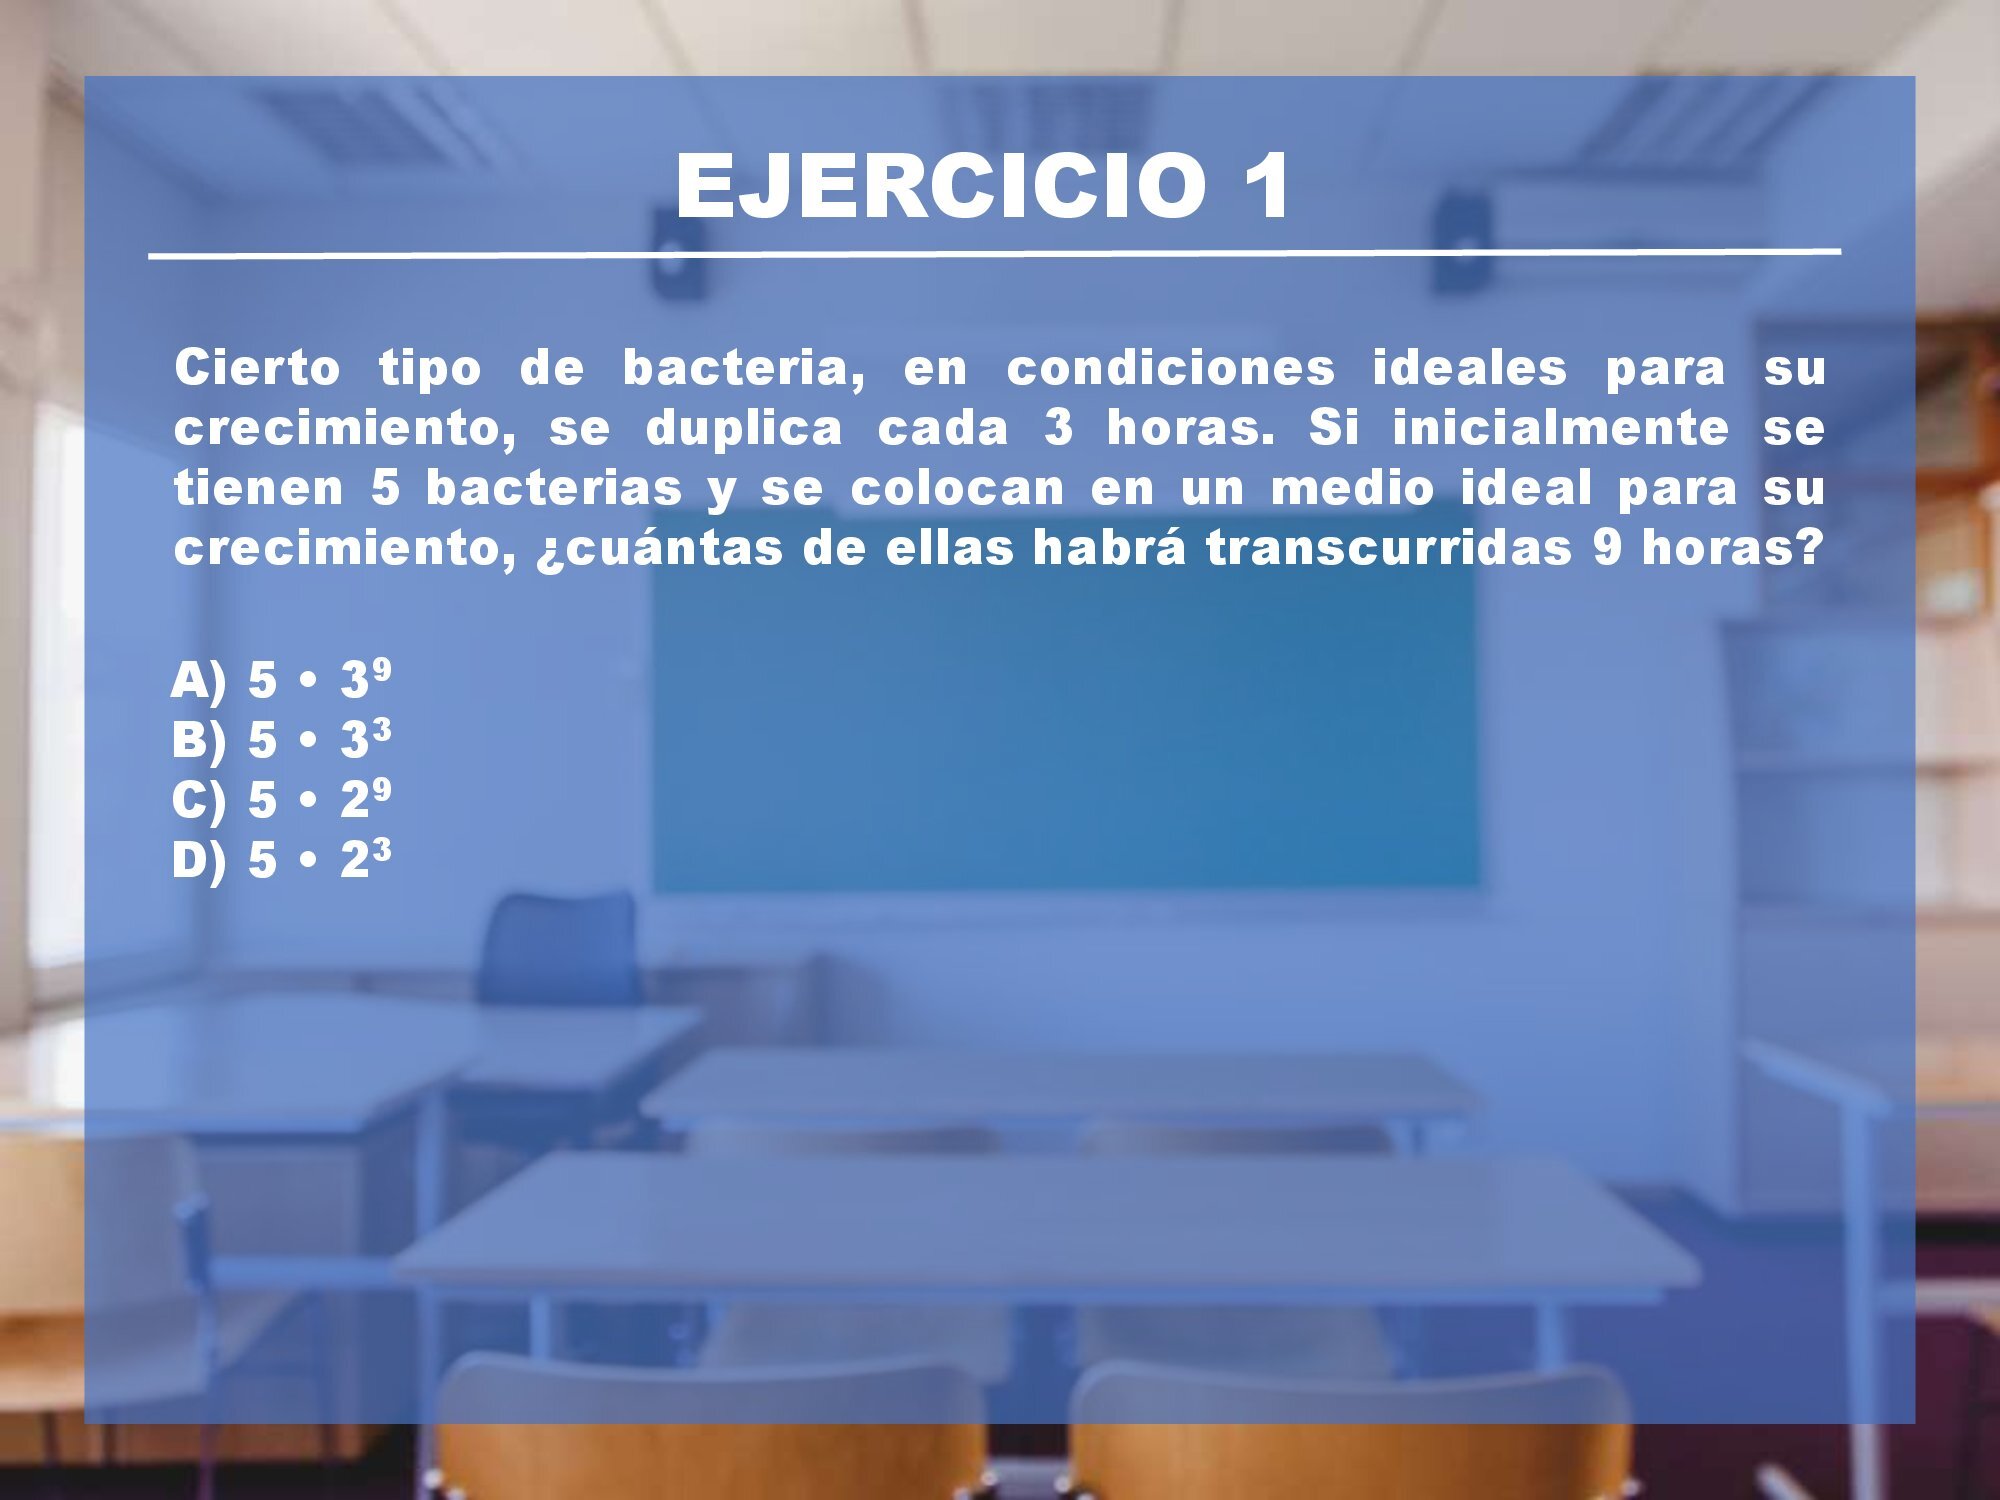 EJERCICIO 1
Cierto tipo de bacteria, en condiciones ideales para su
crecimiento, se duplica cada 3 horas. Si inicialmente se
tienen 5 bacterias y se colocan en un medio ideal para su
crecimiento, ¿cuántas de ellas habrá transcurridas 9 horas?
A) 5 • 3⁹
B) 5 • 3³
C) 5 • 2⁹
D) 5 • 2³